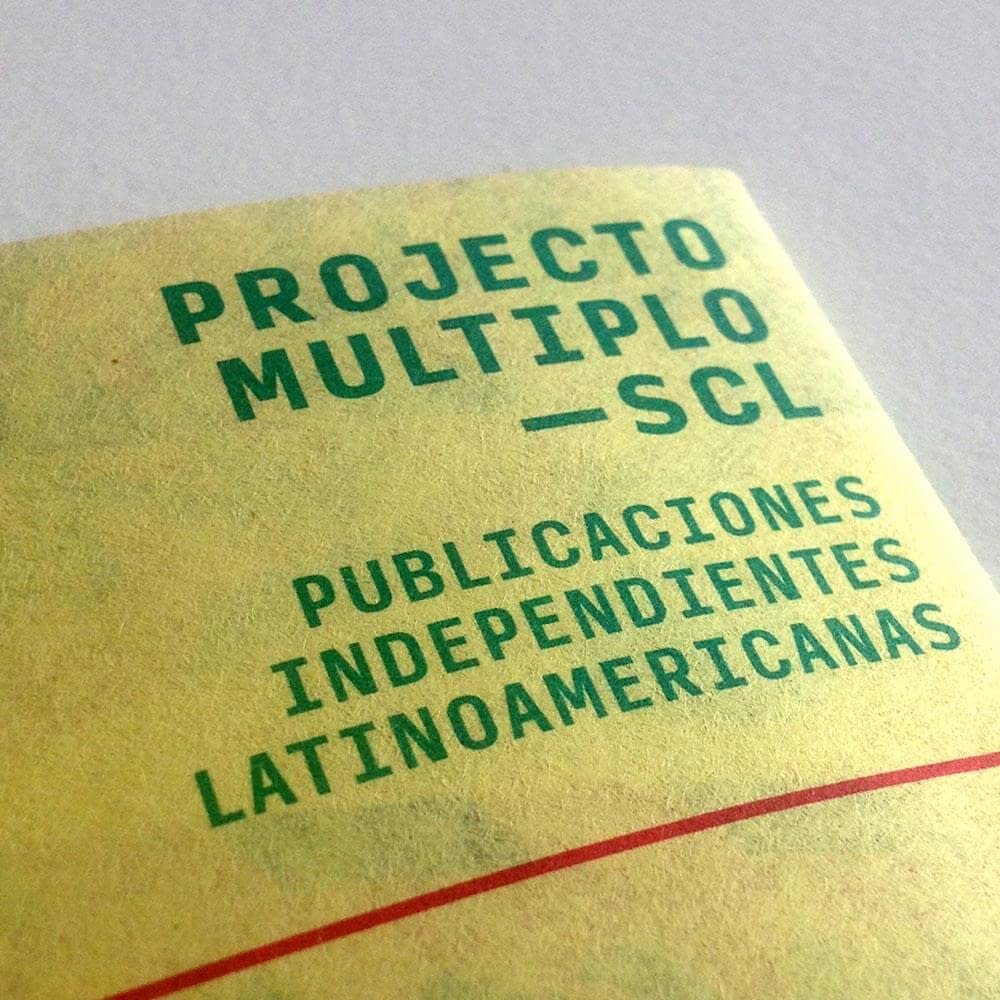 PROJECTO
MULTIPLO
—SCL
PUBLICACIONES
INDEPENDIENTES
LATINOAMERICANAS